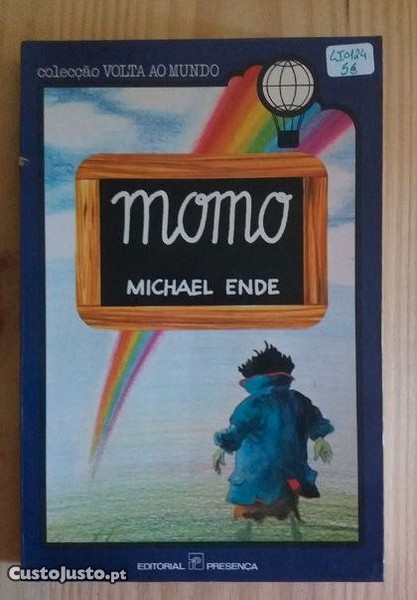 colecção VOLTA AO MUNDO
LJ0124
5€
momo
MICHAEL ENDE
EDITORIAL PRESENÇA
CustoJusto.pt